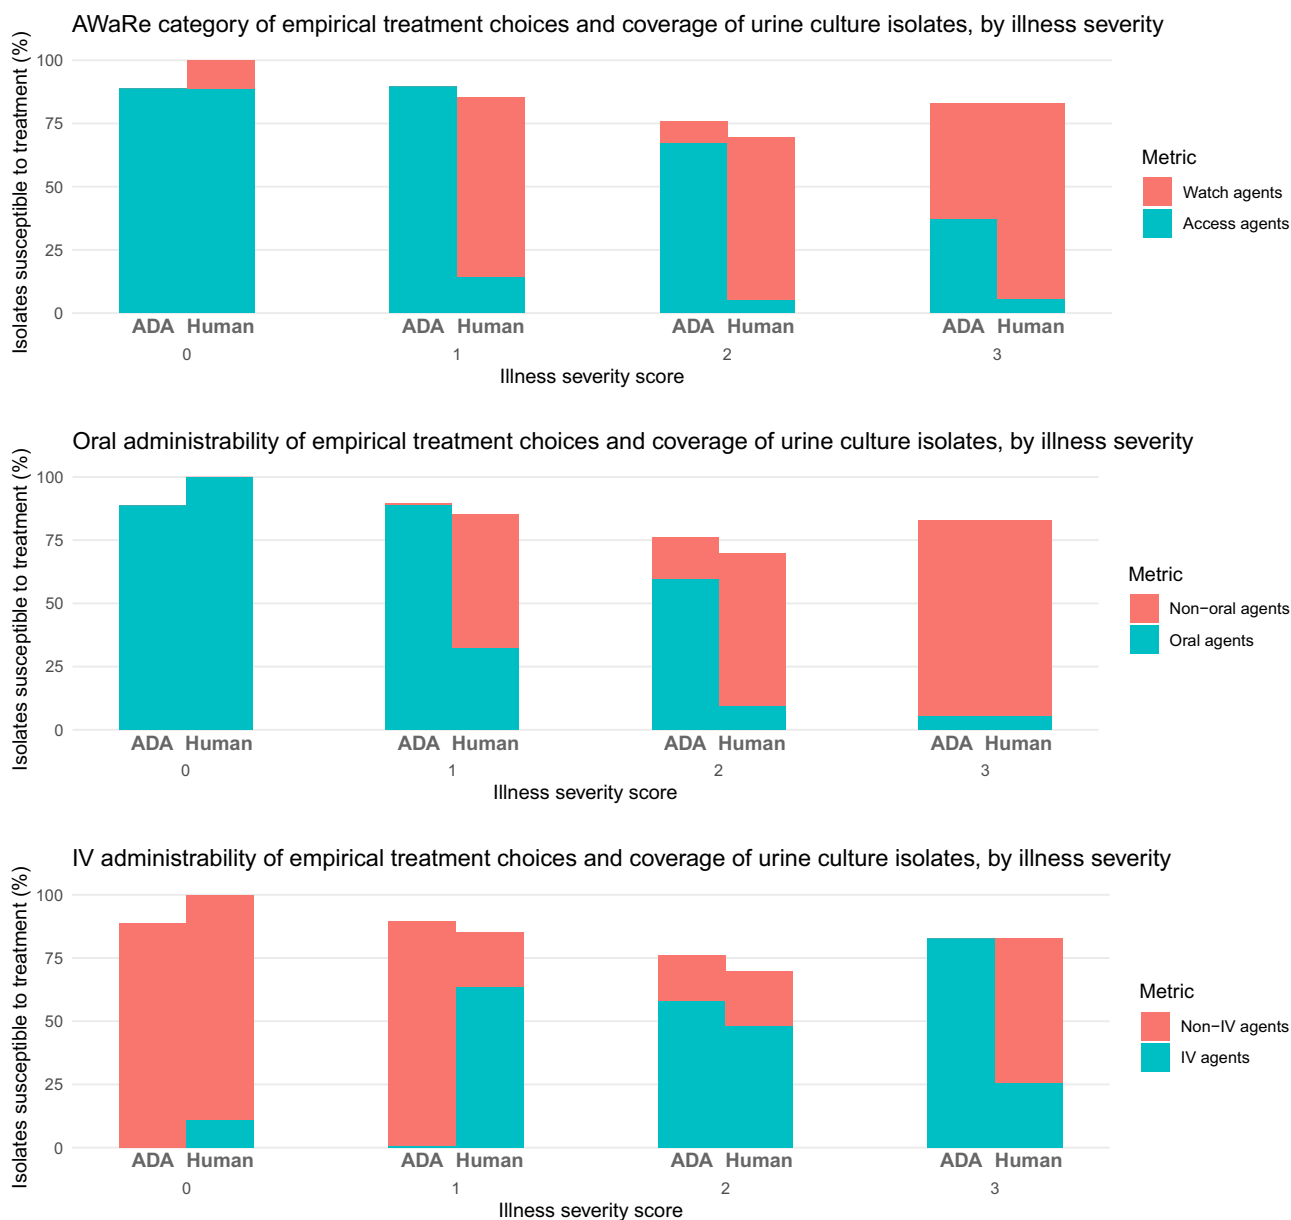 AWaRe category of empirical treatment choices and coverage of urine culture isolates, by illness severity
Isolates susceptible to treatment (%)
100
75
50
25
0
ADA Human ADA Human ADA Human ADA Human
0 1 2 3
Illness severity score
Metric
Watch agents
Access agents
Oral administrability of empirical treatment choices and coverage of urine culture isolates, by illness severity
Isolates susceptible to treatment (%)
100
75
50
25
0
ADA Human ADA Human ADA Human ADA Human
0 1 2 3
Illness severity score
Metric
Non−oral agents
Oral agents
IV administrability of empirical treatment choices and coverage of urine culture isolates, by illness severity
Isolates susceptible to treatment (%)
100
75
50
25
0
ADA Human ADA Human ADA Human ADA Human
0 1 2 3
Illness severity score
Metric
Non−IV agents
IV agents